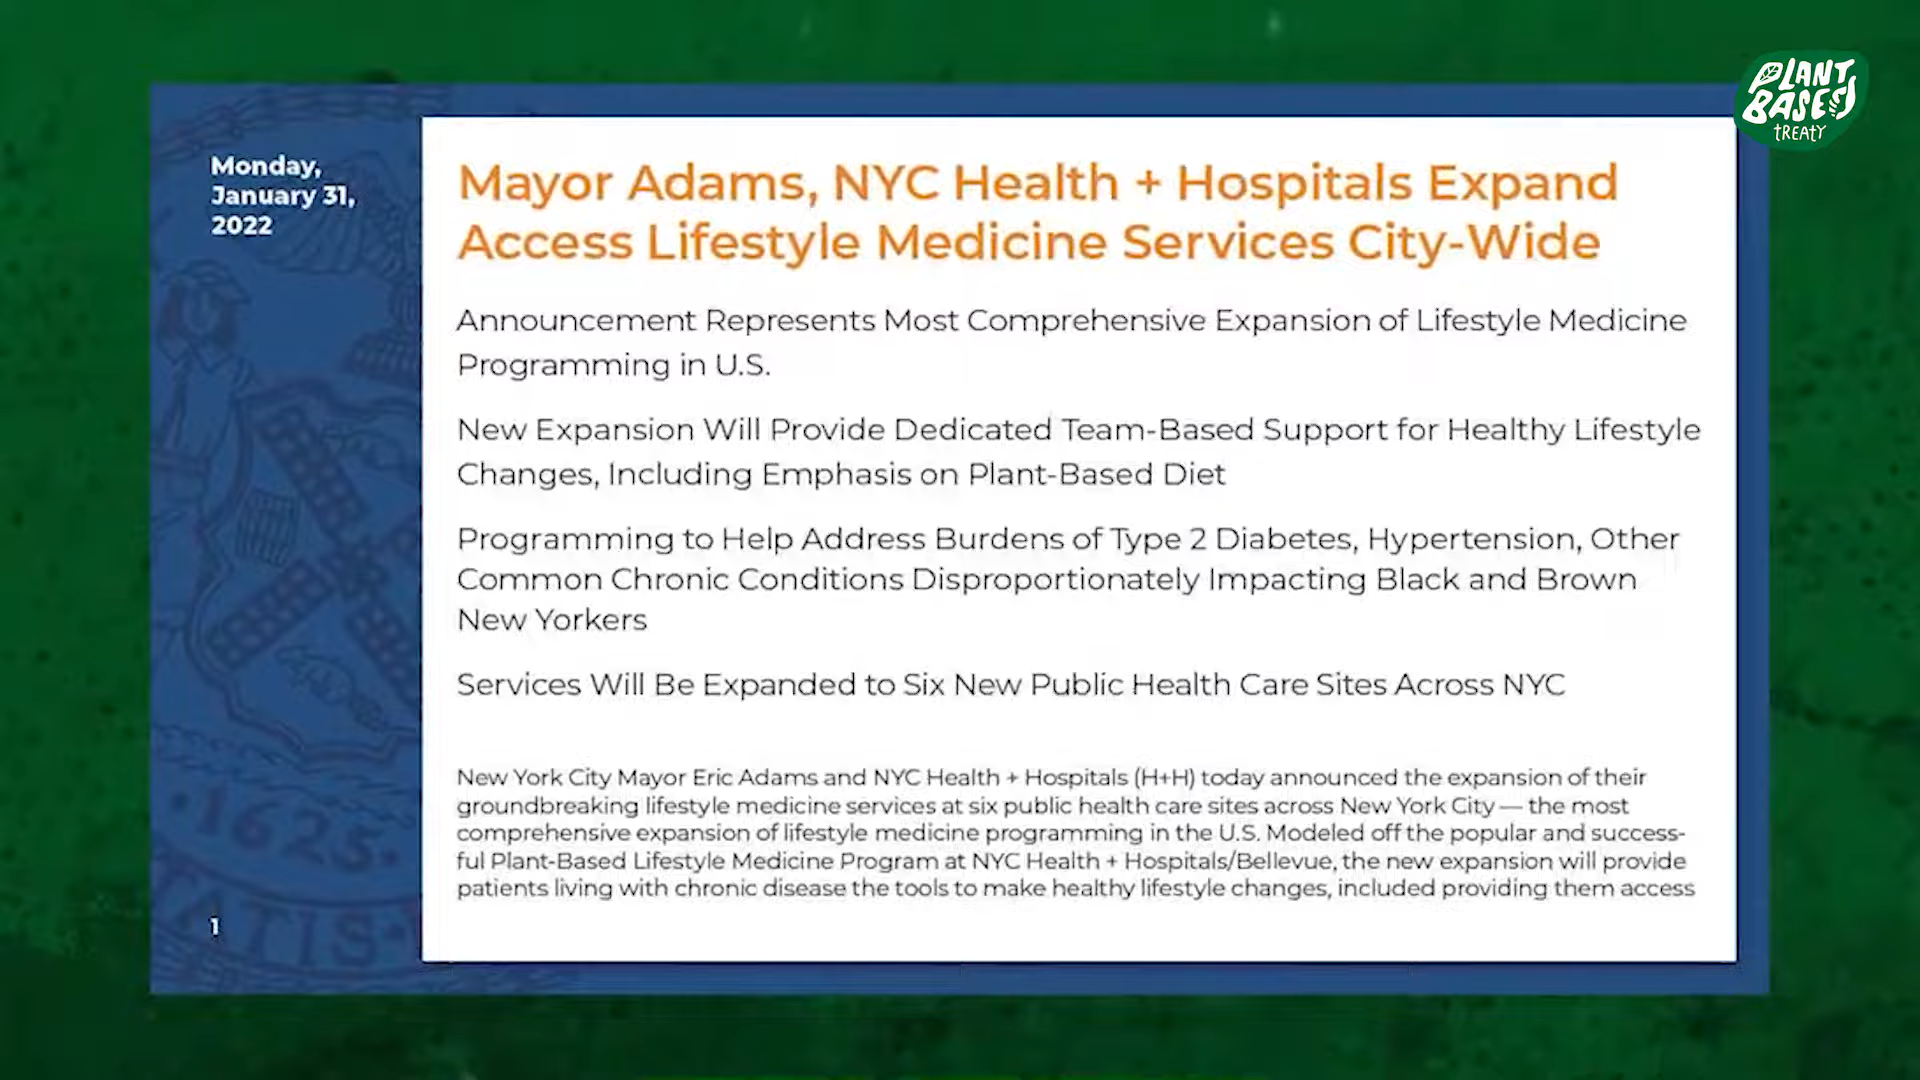 PLANT
BASED
TREATY
Monday,
January 31,
2022
Mayor Adams, NYC Health + Hospitals Expand
Access Lifestyle Medicine Services City-Wide
Announcement Represents Most Comprehensive Expansion of Lifestyle Medicine
Programming in U.S.
New Expansion Will Provide Dedicated Team-Based Support for Healthy Lifestyle
Changes, Including Emphasis on Plant-Based Diet
Programming to Help Address Burdens of Type 2 Diabetes, Hypertension, Other
Common Chronic Conditions Disproportionately Impacting Black and Brown
New Yorkers
Services Will Be Expanded to Six New Public Health Care Sites Across NYC
New York City Mayor Eric Adams and NYC Health + Hospitals (H+H) today announced the expansion of their
groundbreaking lifestyle medicine services at six public health care sites across New York City — the most
comprehensive expansion of lifestyle medicine programming in the U.S. Modeled off the popular and success-
ful Plant-Based Lifestyle Medicine Program at NYC Health + Hospitals/Bellevue, the new expansion will provide
patients living with chronic disease the tools to make healthy lifestyle changes, included providing them access
1625
ATIS
1